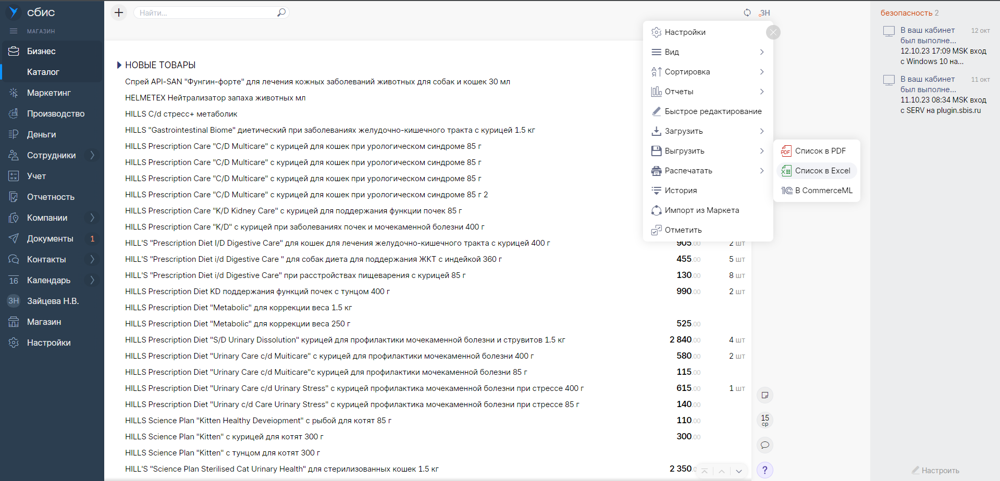 сбис
МАГАЗИН
Бизнес
Каталог
Маркетинг
Производство
Деньги
Сотрудники
Учет
Отчетность
Компании
Документы 1
Контакты
16 Календарь
ЗН Зайцева Н.В.
Магазин
Настройки
Найти...
ЗН
НОВЫЕ ТОВАРЫ
Спрей API-SAN "Фунгин-форте" для лечения кожных заболеваний животных для собак и кошек 30 мл
HELMETEX Нейтрализатор запаха животных мл
HILLS C/d стресс+ метаболик
HILLS "Gastrointestinal Biome" диетический при заболеваниях желудочно-кишечного тракта с курицей 1.5 кг
HILLS Prescription Care "C/D Multicare" с курицей для кошек при урологическом синдроме 85 г
HILLS Prescription Care "C/D Multicare" с курицей для кошек при урологическом синдроме 85 г
HILLS Prescription Care "C/D Multicare" с курицей для кошек при урологическом синдроме 85 г
HILLS Prescription Care "C/D Multicare" с курицей для кошек при урологическом синдроме 85 г 2
HILLS Prescription Care "K/D Kidney Care" с курицей для поддержания функции почек 85 г
HILLS Prescription Care "K/D" с курицей при заболеваниях почек и мочекаменной болезни 400 г
HILL'S "Prescription Diet I/D Digestive Care" для кошек для лечения желудочно-кишечного тракта с курицей 400 г 905.00 2 шт
HILL'S "Prescription Diet i/d Digestive Care " для собак диета для поддержания ЖКТ с индейкой 360 г 455.00 5 шт
HILL'S "Prescription Diet i/d Digestive Care" при расстройствах пищеварения с курицей 85 г 130.00 8 шт
HILLS Prescription Diet KD поддержания функций почек с тунцом 400 г 990.00 2 шт
HILLS Prescription Diet "Metabolic" для коррекции веса 1.5 кг
HILLS Prescription Diet "Metabolic" для коррекции веса 250 г 525.00
HILLS Prescription Diet "S/D Urinary Dissolution" курицей для профилактики мочекаменной болезни и струвитов 1.5 кг 2 840.00 4 шт
HILLS Prescription Diet "Urinary Care c/d Muiticare" с курицей для профилактики мочекаменной болезни 400 г 580.00 2 шт
HILLS Prescription Diet "Urinary Care c/d Muiticare"с курицей для профилактики мочекаменной болезни 85 г 115.00
HILLS Prescription Diet "Urinary Care c/d Urinary Stress" с курицей профилактика мочекаменной болезни при стрессе 400 г 615.00 1 шт
HILLS Prescription Diet "Urinary c/d Care Urinary Stress" с курицей профилактика мочекаменной болезни при стрессе 85 г 140.00
HILLS Science Plan "Kitten Healthy Deveiopment" с рыбой для котят 85 г 110.00
HILLS Science Plan "Kitten" с курицей для котят 300 г 300.00
HILLS Science Plan "Kitten" с тунцом для котят 300 г
HILL'S "Science Plan Sterilised Cat Urinary Health" для стерилизованных кошек 1.5 кг 2 350.0
Настройки
Вид
Сортировка
Отчеты
Быстрое редактирование
Загрузить
Выгрузить
Распечатать
История
Импорт из Маркета
Отметить
PDF Список в PDF
Список в Excel
1C В CommerceML
15
ср
?
безопасность 2
В ваш кабинет 12 окт
был выполне...
12.10.23 17:09 MSK вход
с Windows 10 на...
В ваш кабинет 11 окт
был выполне...
11.10.23 08:34 MSK вход
с SERV на plugin.sbis.ru
Настроить